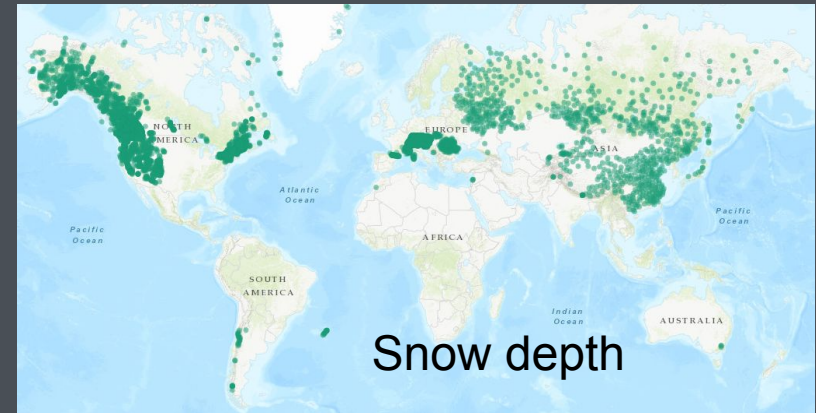 NORTH
AMERICA
EUROPE
ASIA
Atlantic
Ocean
Pacific
Ocean
Pacific
Ocean
AFRICA
SOUTH
AMERICA
Indian
Ocean
AUSTRALIA
Snow depth